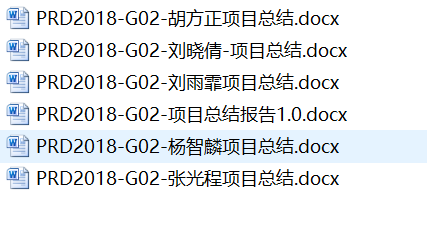 PRD2018-G02-胡方正项目总结.docx
PRD2018-G02-刘晓倩-项目总结.docx
PRD2018-G02-刘雨霏项目总结.docx
PRD2018-G02-项目总结报告1.0.docx
PRD2018-G02-杨智麟项目总结.docx
PRD2018-G02-张光程项目总结.docx